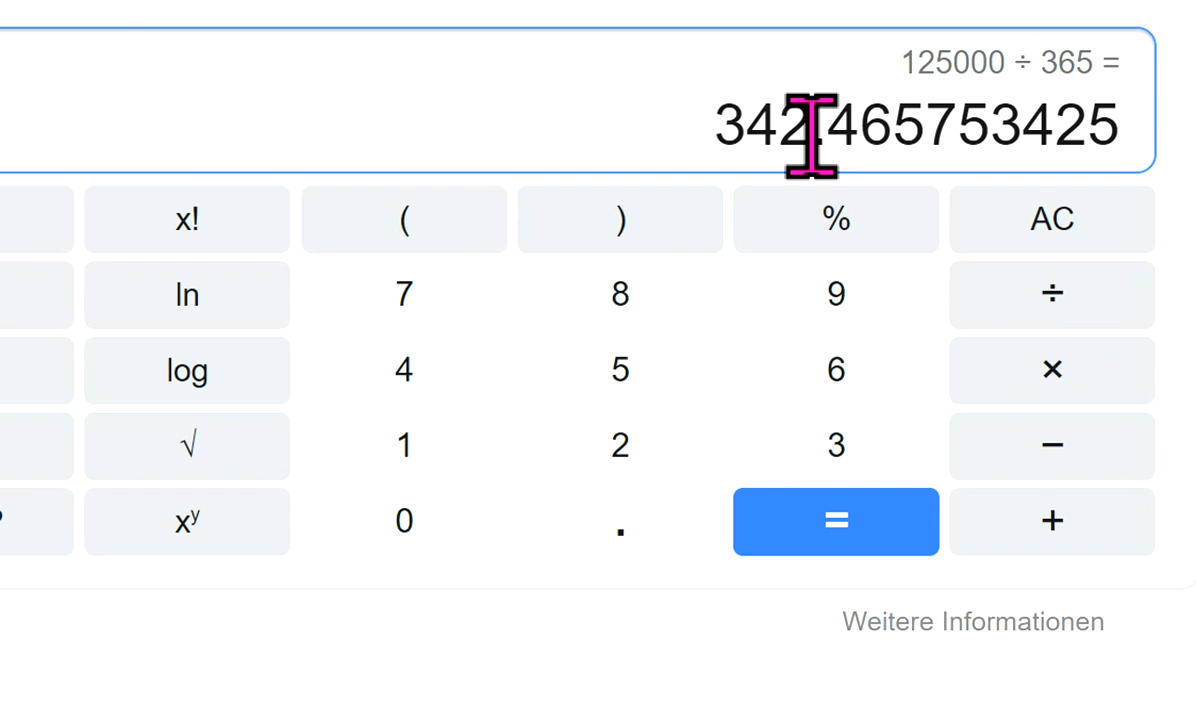 125000 ÷ 365 =
342.465753425
x! ( ) % AC
ln 7 8 9 ÷
log 4 5 6 ×
√ 1 2 3 −
xʸ 0 . = +
Weitere Informationen